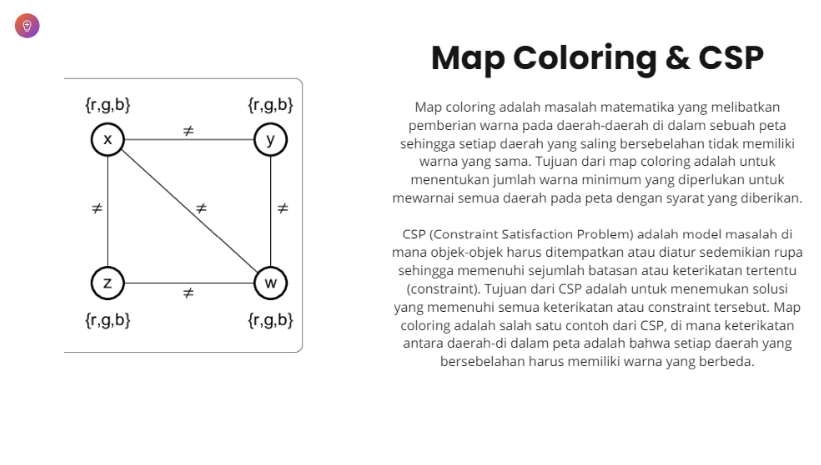 Map Coloring & CSP
{r,g,b} {r,g,b}
x ≠ y
≠ ≠ ≠
z ≠ w
{r,g,b} {r,g,b}
Map coloring adalah masalah matematika yang melibatkan
pemberian warna pada daerah-daerah di dalam sebuah peta
sehingga setiap daerah yang saling bersebelahan tidak memiliki
warna yang sama. Tujuan dari map coloring adalah untuk
menentukan jumlah warna minimum yang diperlukan untuk
mewarnai semua daerah pada peta dengan syarat yang diberikan.
CSP (Constraint Satisfaction Problem) adalah model masalah di
mana objek-objek harus ditempatkan atau diatur sedemikian rupa
sehingga memenuhi sejumlah batasan atau keterikatan tertentu
(constraint). Tujuan dari CSP adalah untuk menemukan solusi
yang memenuhi semua keterikatan atau constraint tersebut. Map
coloring adalah salah satu contoh dari CSP, di mana keterikatan
antara daerah-di dalam peta adalah bahwa setiap daerah yang
bersebelahan harus memiliki warna yang berbeda.